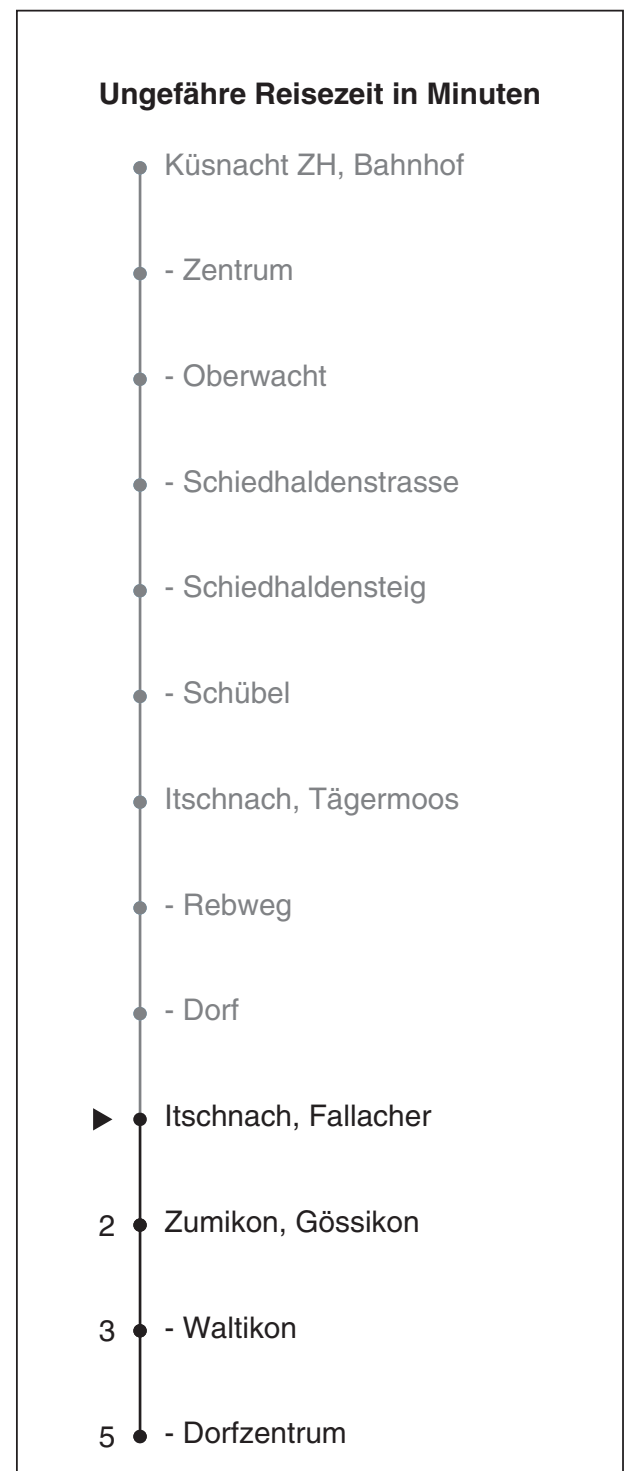 Ungefähre Reisezeit in Minuten
Küsnacht ZH, Bahnhof
- Zentrum
- Oberwacht
- Schiedhaldenstrasse
- Schiedhaldensteig
- Schübel
Itschnach, Tägermoos
- Rebweg
- Dorf
Itschnach, Fallacher
2 Zumikon, Gössikon
3 - Waltikon
5 - Dorfzentrum